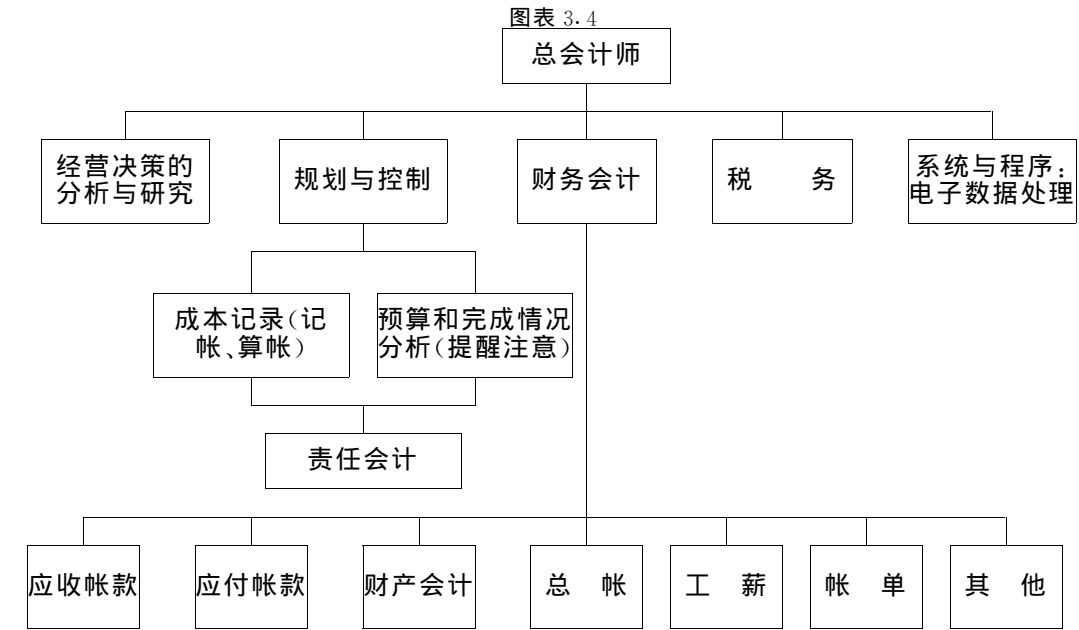 图表 3.4
总会计师
经营决策的
分析与研究
规划与控制
财务会计
税 务
系统与程序:
电子数据处理
成本记录(记
帐、算帐)
预算和完成情况
分析(提醒注意)
责任会计
应收帐款
应付帐款
财产会计
总 帐
工 薪
帐 单
其 他